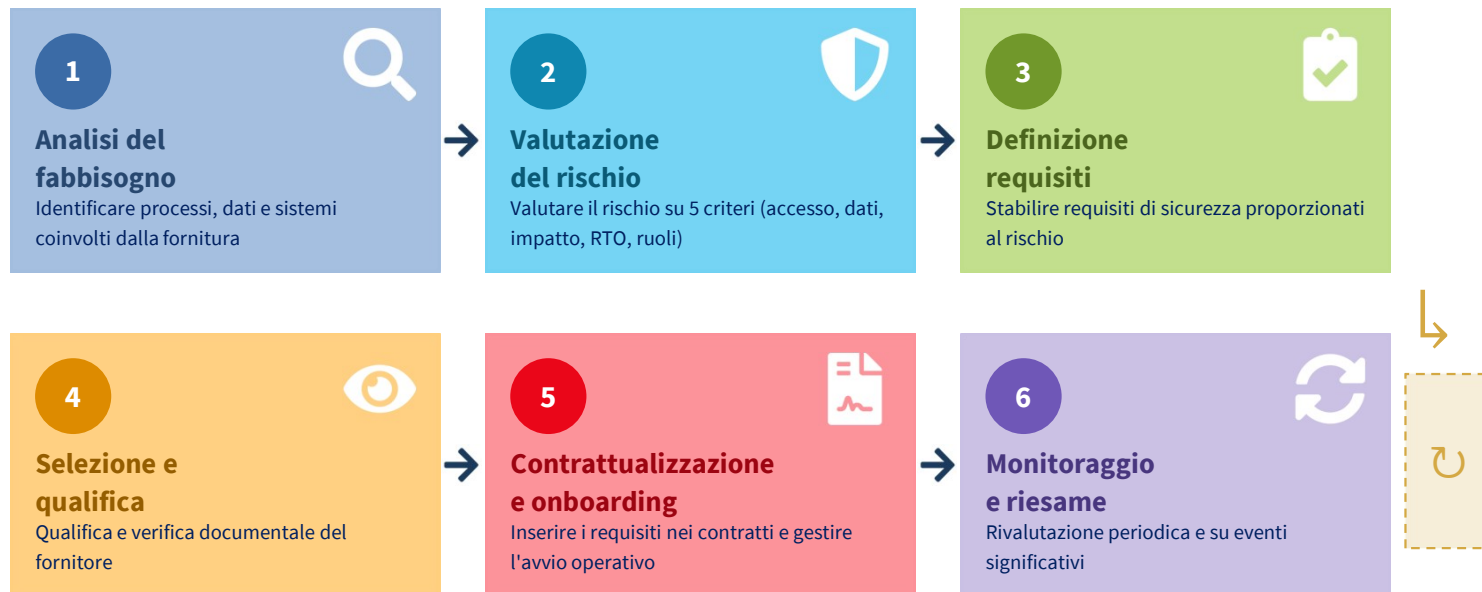 1
Analisi del
fabbisogno
Identificare processi, dati e sistemi
coinvolti dalla fornitura
2
Valutazione
del rischio
Valutare il rischio su 5 criteri (accesso, dati,
impatto, RTO, ruoli)
3
Definizione
requisiti
Stabilire requisiti di sicurezza proporzionati
al rischio
4
Selezione e
qualifica
Qualifica e verifica documentale del
fornitore
5
Contrattualizzazione
e onboarding
Inserire i requisiti nei contratti e gestire
l'avvio operativo
6
Monitoraggio
e riesame
Rivalutazione periodica e su eventi
significativi